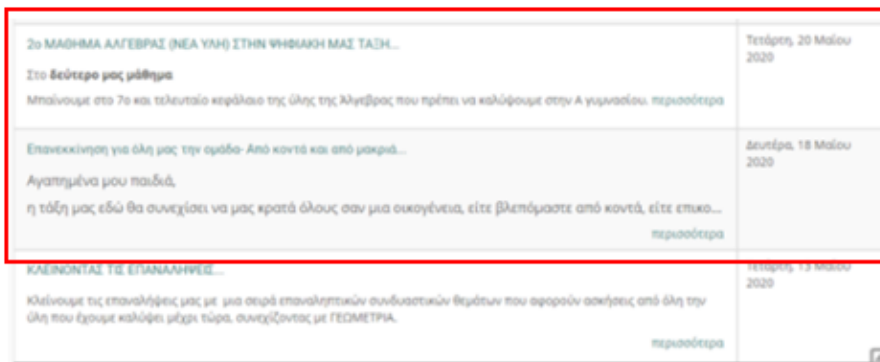 2ο ΜΑΘΗΜΑ ΑΛΓΕΒΡΑΣ (ΝΕΑ ΥΛΗ) ΣΤΗΝ ΨΗΦΙΑΚΗ ΜΑΣ ΤΑΞΗ...
Τετάρτη, 20 Μαΐου
2020
Στο δεύτερο μας μάθημα
Μπαίνουμε στο 7ο και τελευταίο κεφάλαιο της ύλης της Άλγεβρας που πρέπει να καλύψουμε στην Α γυμνασίου. περισσότερα
Επανεκκίνηση για όλη μας την ομάδα- Από κοντά και από μακριά...
Δευτέρα, 18 Μαΐου
2020
Αγαπημένα μου παιδιά,
η τάξη μας εδώ θα συνεχίσει να μας κρατά όλους σαν μια οικογένεια, είτε βλεπόμαστε από κοντά, είτε επικο...
περισσότερα
ΚΛΕΙΝΟΝΤΑΣ ΤΙΣ ΕΠΑΝΑΛΗΨΕΙΣ...
Τετάρτη, 13 Μαΐου
2020
Κλείνουμε τις επαναλήψεις μας με μια σειρά επαναληπτικών συνδυαστικών θεμάτων που αφορούν ασκήσεις από όλη την
ύλη που έχουμε καλύψει μέχρι τώρα, συνεχίζοντας με ΓΕΩΜΕΤΡΙΑ.
περισσότερα